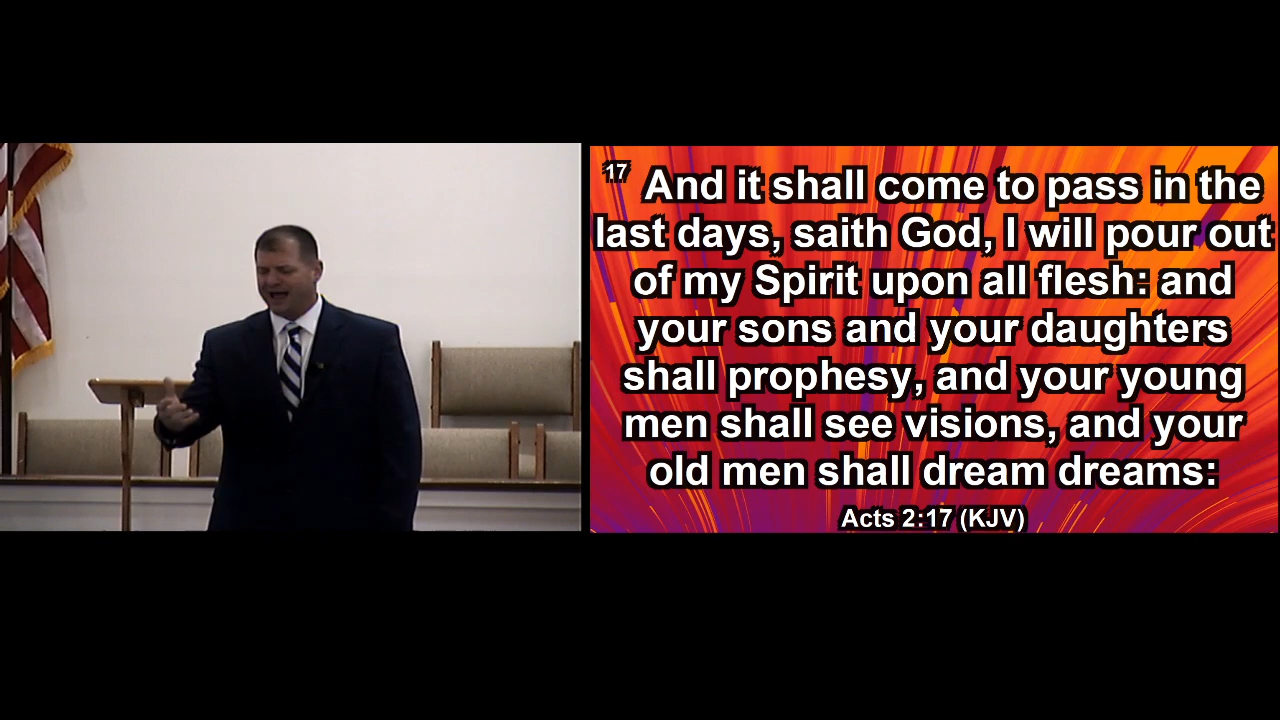 17 And it shall come to pass in the
last days, saith God, I will pour out
of my Spirit upon all flesh: and
your sons and your daughters
shall prophesy, and your young
men shall see visions, and your
old men shall dream dreams:
Acts 2:17 (KJV)